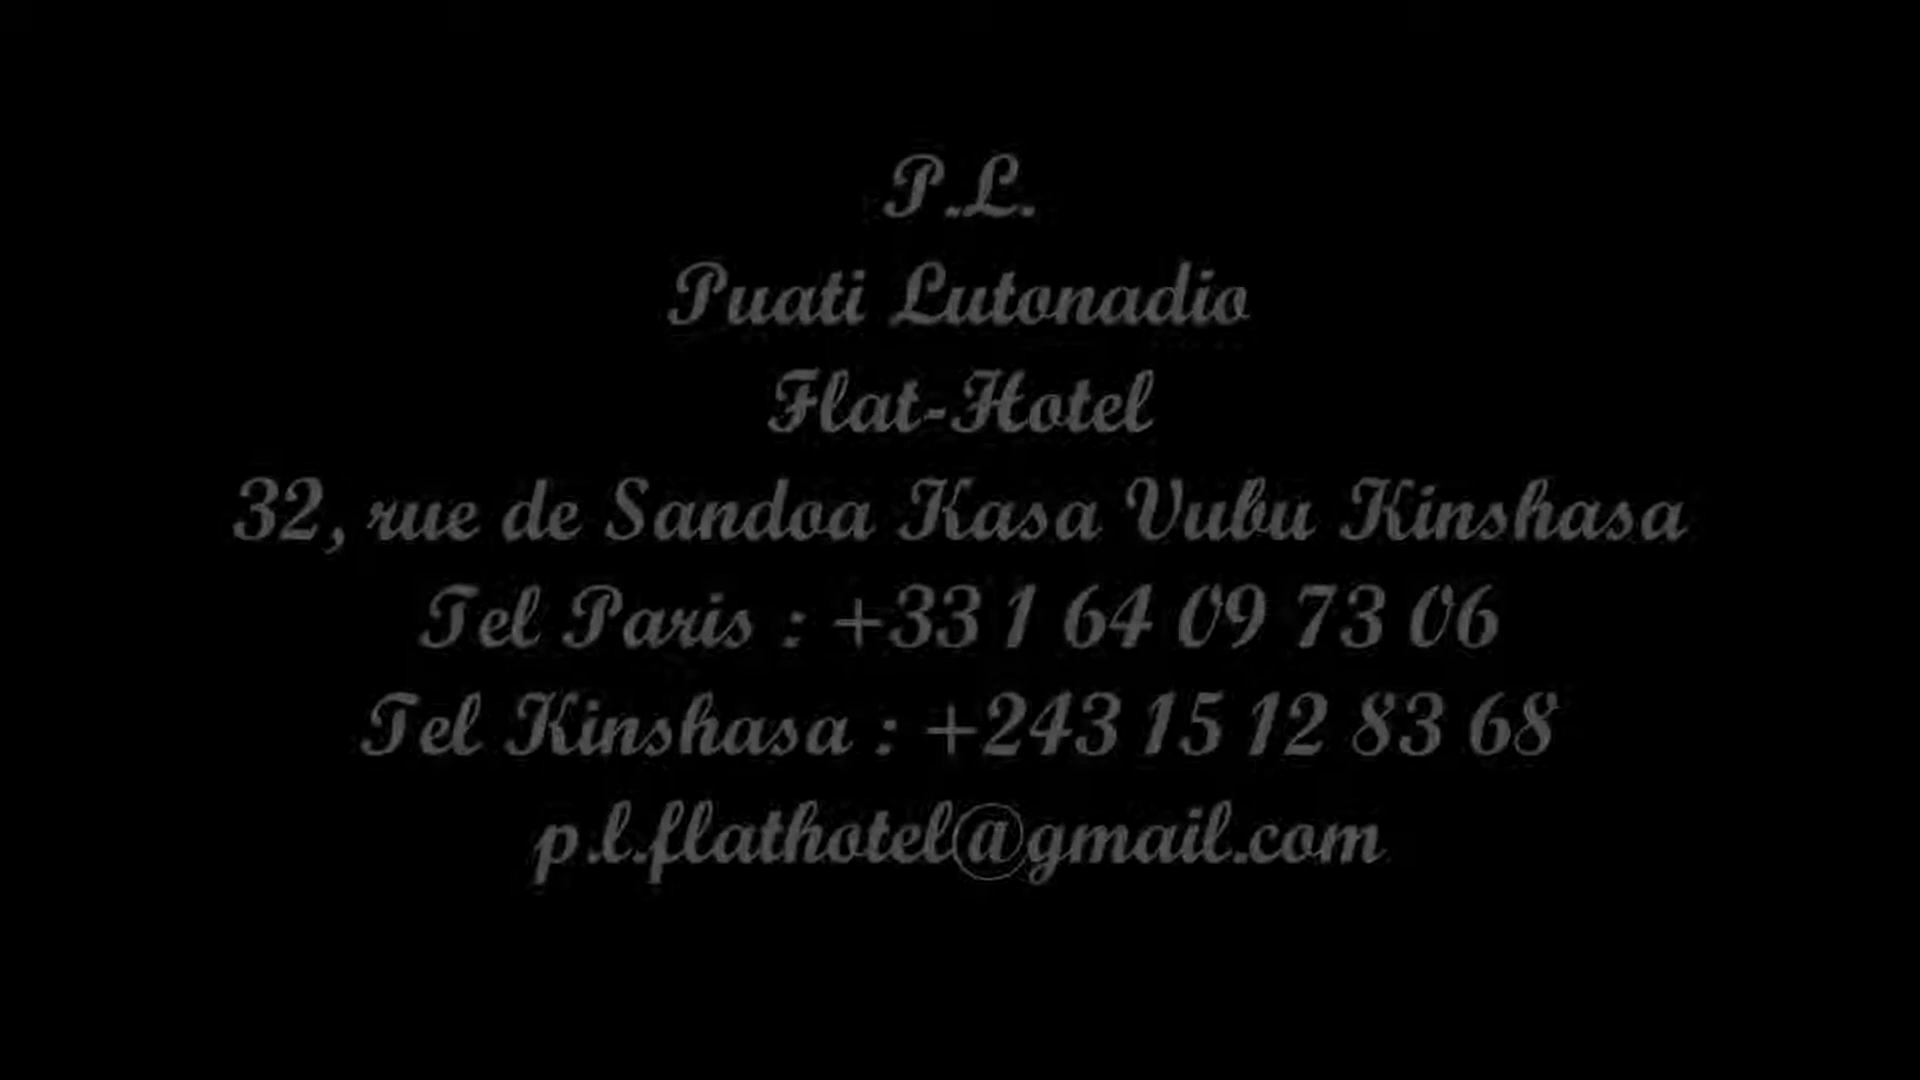 P.L.
Puati Lutonadio
Flat-Hotel
32, rue de Sandoa Kasa Vubu Kinshasa
Tel Paris : +33 1 64 09 73 06
Tel Kinshasa : +243 15 12 83 68
p.l.flathotel@gmail.com